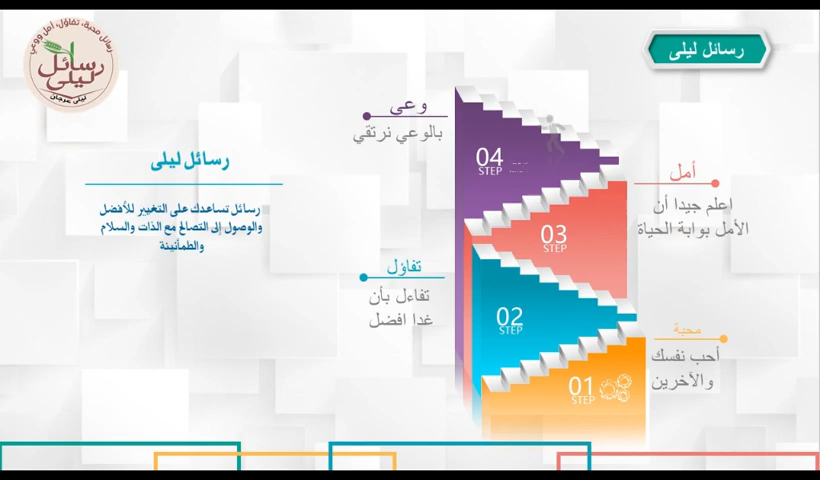 رسائل محبة، تفاؤل، أمل ووعي
رسائل
ليلى
ليلى عرجان
رسائل ليلى
رسائل ليلى
رسائل تساعدك على التغيير للأفضل
والوصول إلى التصالح مع الذات والسلام
والطمأنينة
وعي
بالوعي نرتقي
04
STEP
أمل
اعلم جيدا أن
الأمل بوابة الحياة
03
STEP
تفاؤل
تفاءل بأن
غدا افضل
02
STEP
محبة
أحب نفسك
والآخرين
01
STEP